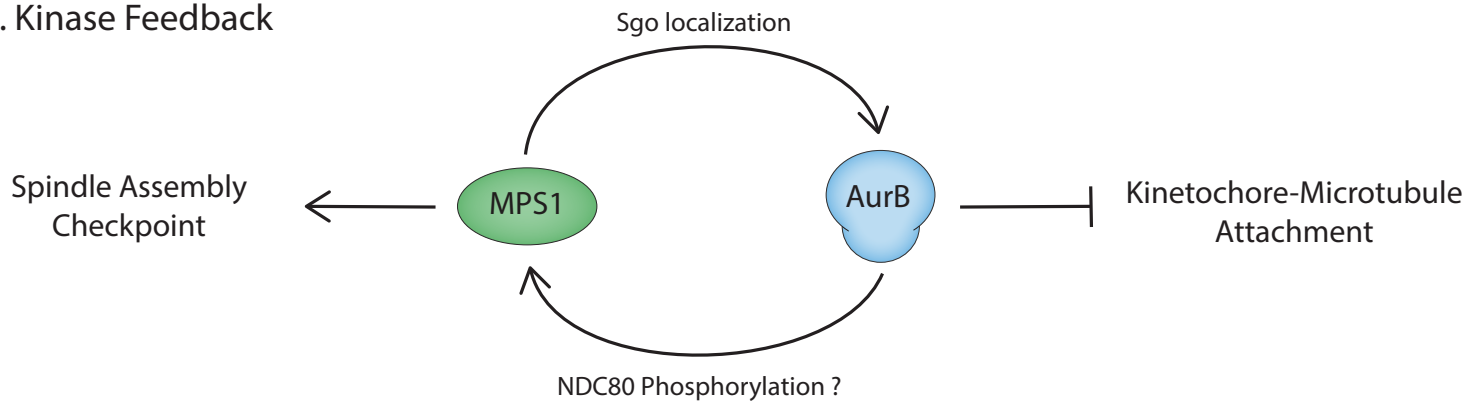 . Kinase Feedback
Sgo localization
Spindle Assembly
Checkpoint
MPS1
AurB
Kinetochore-Microtubule
Attachment
NDC80 Phosphorylation ?